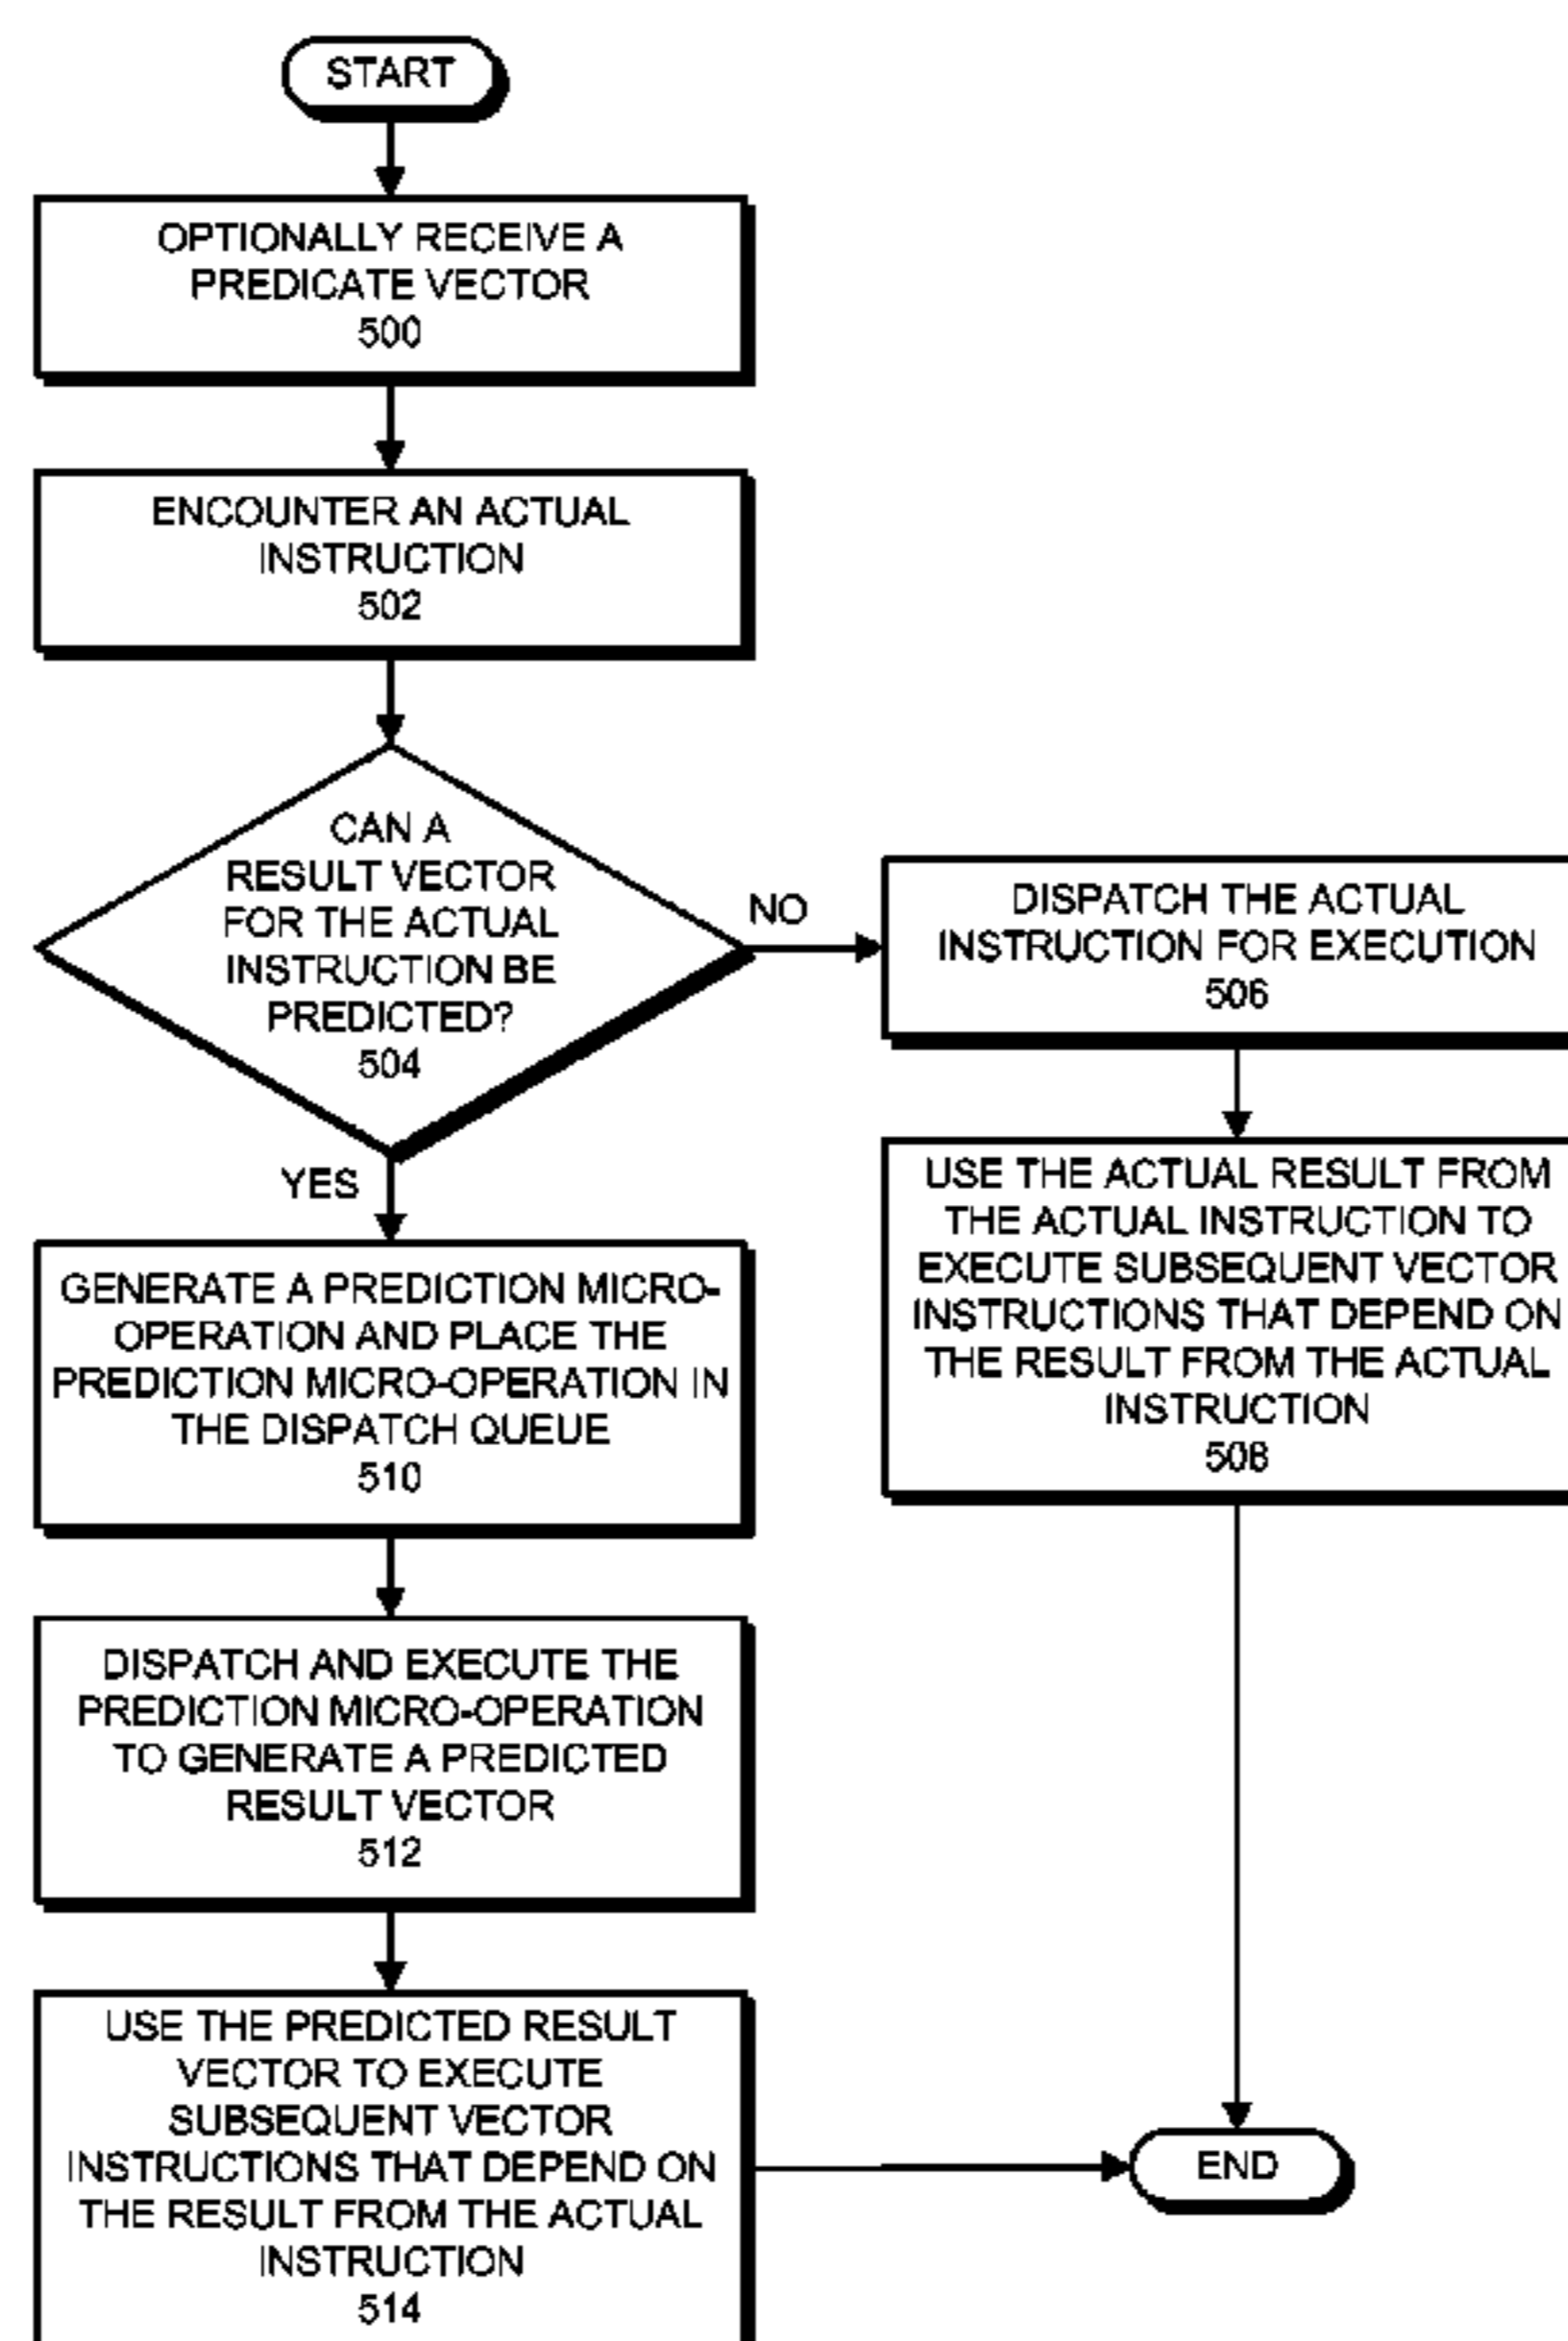 START
OPTIONALLY RECEIVE A
PREDICATE VECTOR
500
ENCOUNTER AN ACTUAL
INSTRUCTION
502
CAN A
RESULT VECTOR
FOR THE ACTUAL
INSTRUCTION BE
PREDICTED?
504
NO
DISPATCH THE ACTUAL
INSTRUCTION FOR EXECUTION
506
USE THE ACTUAL RESULT FROM
THE ACTUAL INSTRUCTION TO
EXECUTE SUBSEQUENT VECTOR
INSTRUCTIONS THAT DEPEND ON
THE RESULT FROM THE ACTUAL
INSTRUCTION
508
YES
GENERATE A PREDICTION MICRO-
OPERATION AND PLACE THE
PREDICTION MICRO-OPERATION IN
THE DISPATCH QUEUE
510
DISPATCH AND EXECUTE THE
PREDICTION MICRO-OPERATION
TO GENERATE A PREDICTED
RESULT VECTOR
512
USE THE PREDICTED RESULT
VECTOR TO EXECUTE
SUBSEQUENT VECTOR
INSTRUCTIONS THAT DEPEND ON
THE RESULT FROM THE ACTUAL
INSTRUCTION
514
END